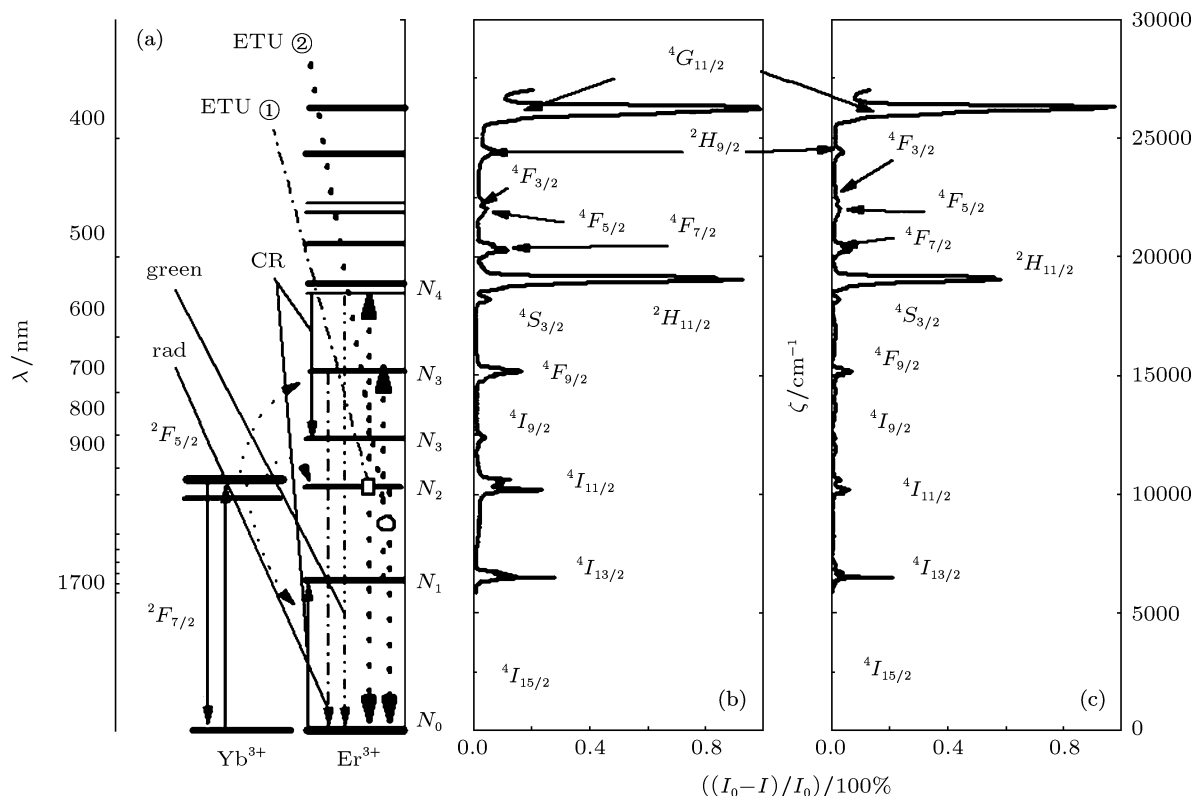 (a)
ETU ②
ETU ①
400
500
600
700
800
900
1700
λ/nm
green
rad
CR
²F₅/₂
²F₇/₂
N₄
N₃
N₃
N₂
N₁
N₀
Yb³⁺
Er³⁺
⁴G₁₁/₂
²H₉/₂
⁴F₃/₂
⁴F₅/₂
⁴F₇/₂
⁴S₃/₂
²H₁₁/₂
⁴F₉/₂
⁴I₉/₂
⁴I₁₁/₂
⁴I₁₃/₂
⁴I₁₅/₂
(b)
0.0
0.4
0.8
⁴F₃/₂
⁴F₅/₂
⁴F₇/₂
²H₁₁/₂
⁴S₃/₂
⁴F₉/₂
⁴I₉/₂
⁴I₁₁/₂
⁴I₁₃/₂
⁴I₁₅/₂
(c)
0.0
0.4
0.8
ζ/cm⁻¹
30000
25000
20000
15000
10000
5000
0
((I₀−I)/I₀)/100%